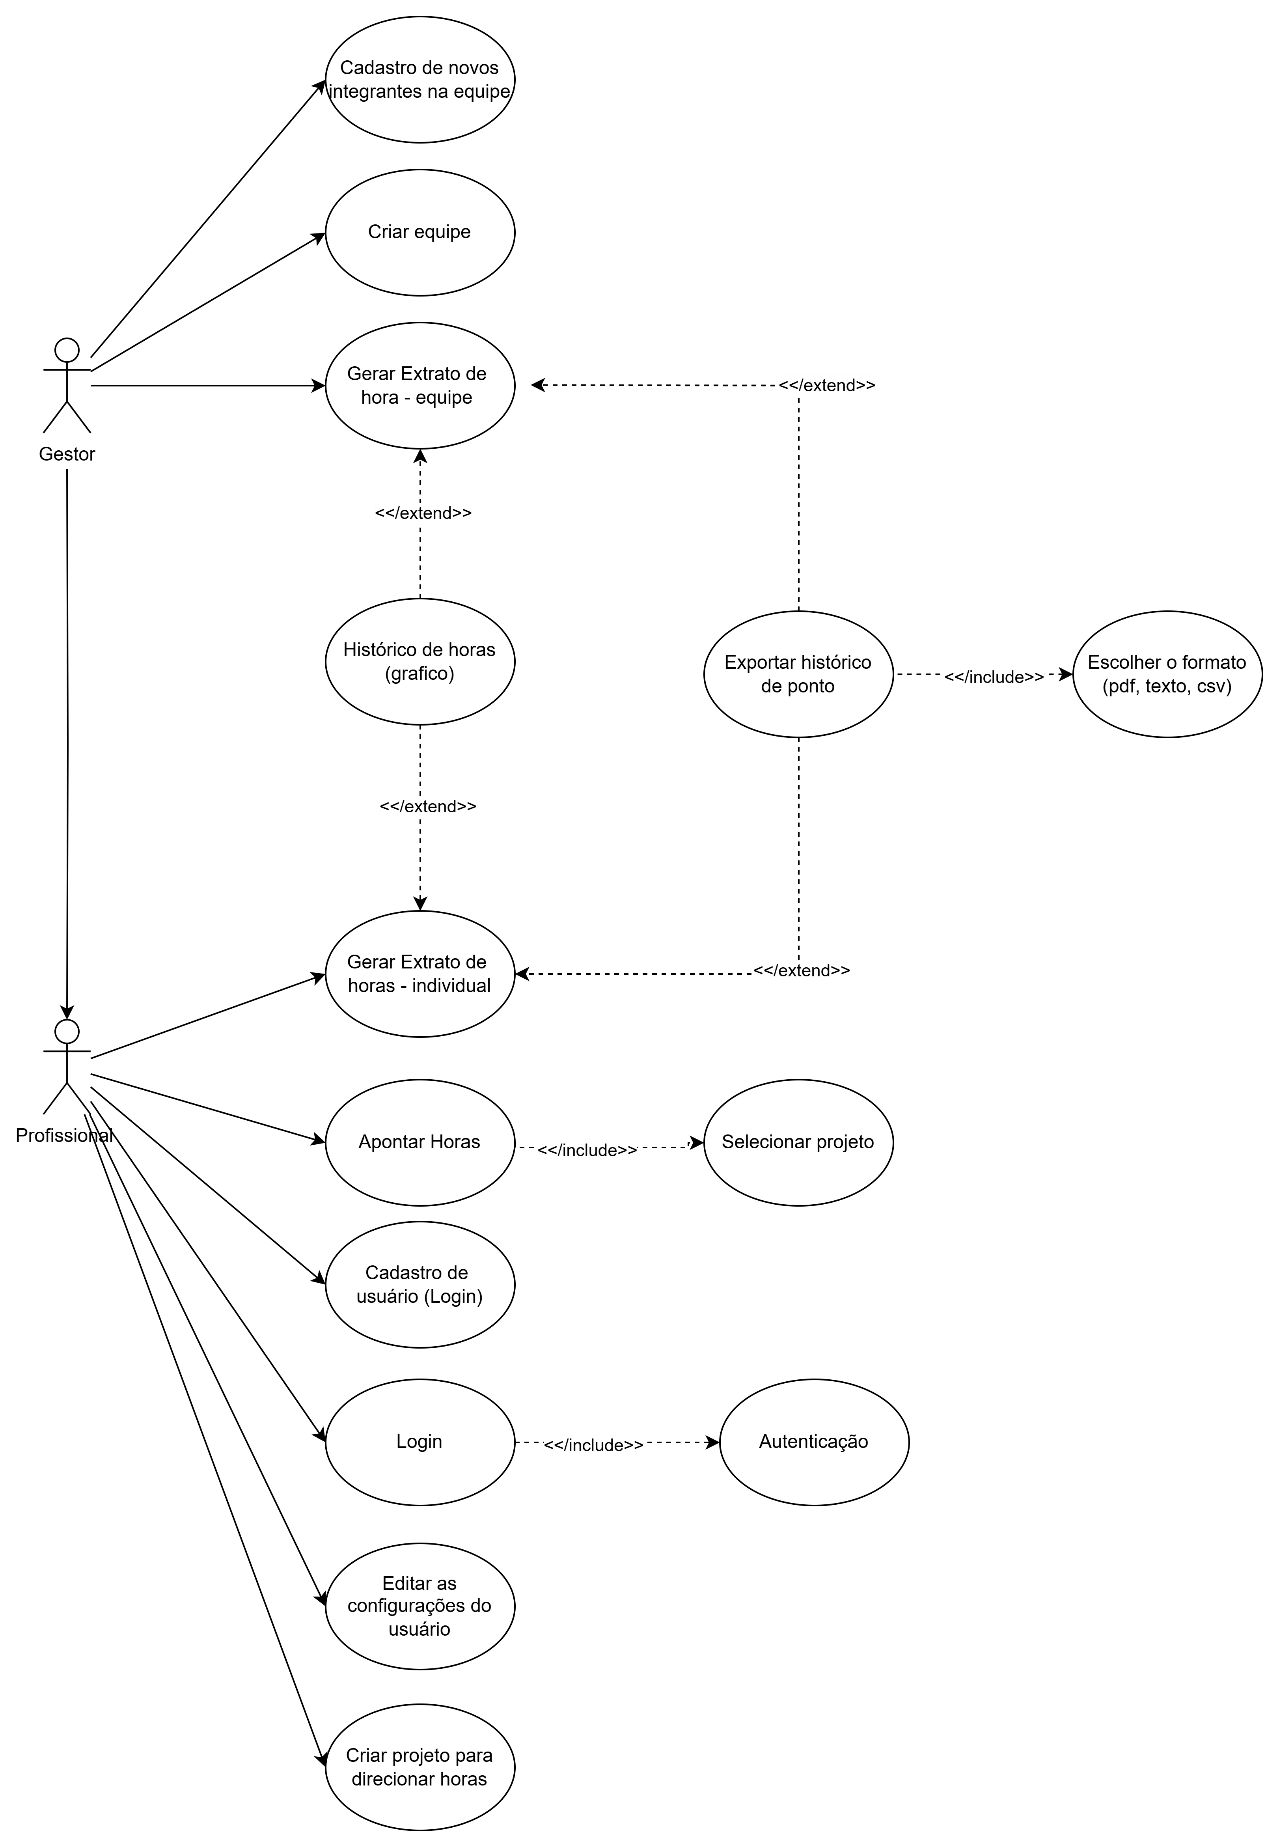 Cadastro de novos
integrantes na equipe
Criar equipe
Gerar Extrato de
hora - equipe
<</extend>>
Gestor
<</extend>>
Histórico de horas
(grafico)
Exportar histórico
de ponto
<</include>>
Escolher o formato
(pdf, texto, csv)
<</extend>>
Gerar Extrato de
horas - individual
<</extend>>
Profissional
Apontar Horas
<</include>>
Selecionar projeto
Cadastro de
usuário (Login)
Login
<</include>>
Autenticação
Editar as
configurações do
usuário
Criar projeto para
direcionar horas